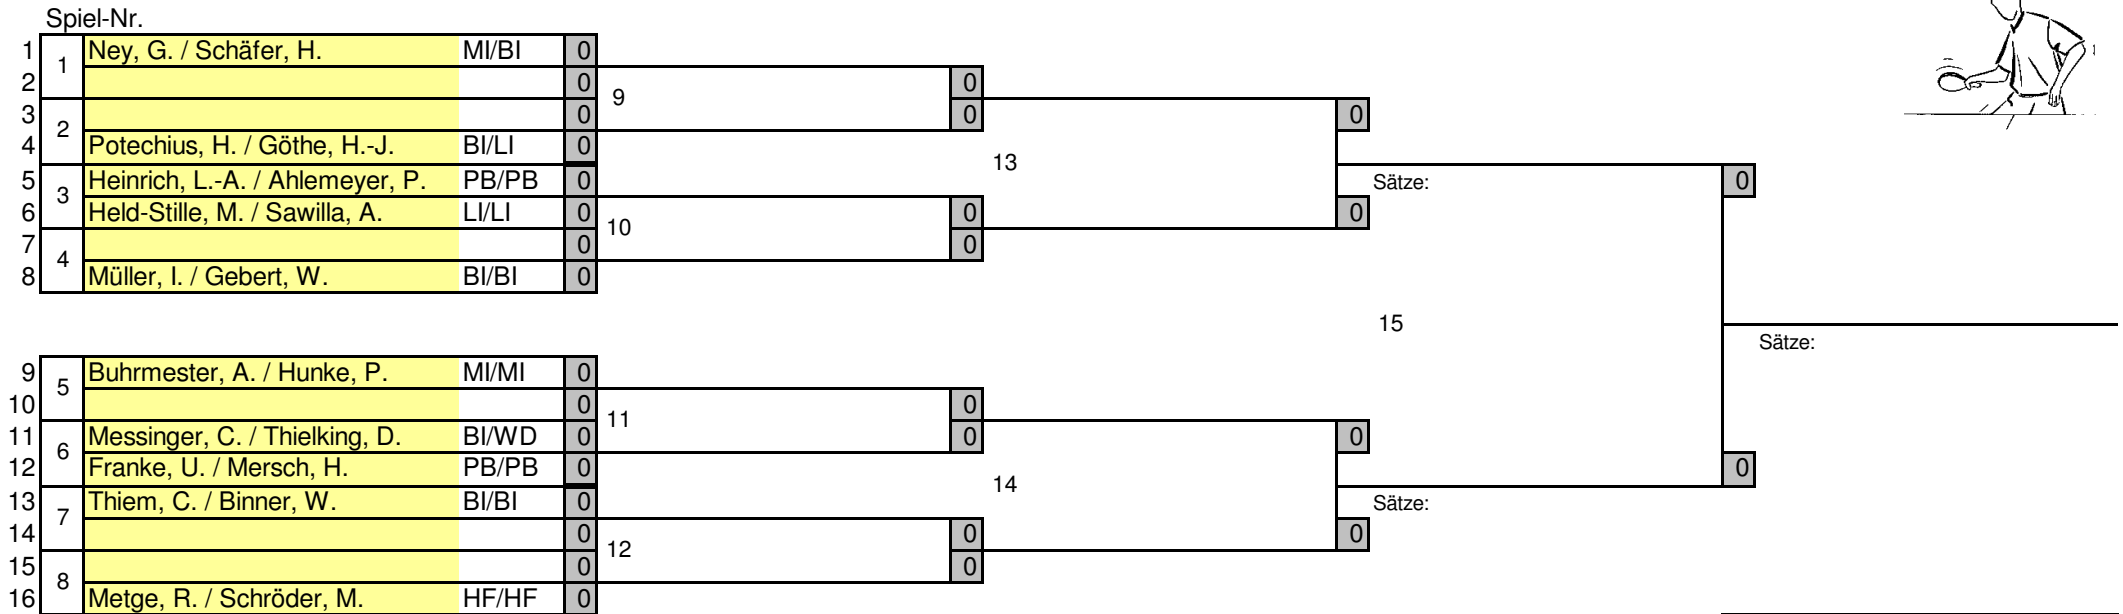 Spiel-Nr.
1 1 Ney, G. / Schäfer, H. MI/BI 0
2 0 9 0
3 2 0 0 0
4 Potechius, H. / Göthe, H.-J. BI/LI 0 13
5 3 Heinrich, L.-A. / Ahlemeyer, P. PB/PB 0 Sätze: 0
6 Held-Stille, M. / Sawilla, A. LI/LI 0 10 0 0
7 4 0 0
8 Müller, I. / Gebert, W. BI/BI 0
15
Sätze:
9 5 Buhrmester, A. / Hunke, P. MI/MI 0
10 0 11 0
11 6 Messinger, C. / Thielking, D. BI/WD 0 0 0
12 Franke, U. / Mersch, H. PB/PB 0 14 0
13 7 Thiem, C. / Binner, W. BI/BI 0 Sätze:
14 0 12 0 0
15 8 0 0
16 Metge, R. / Schröder, M. HF/HF 0